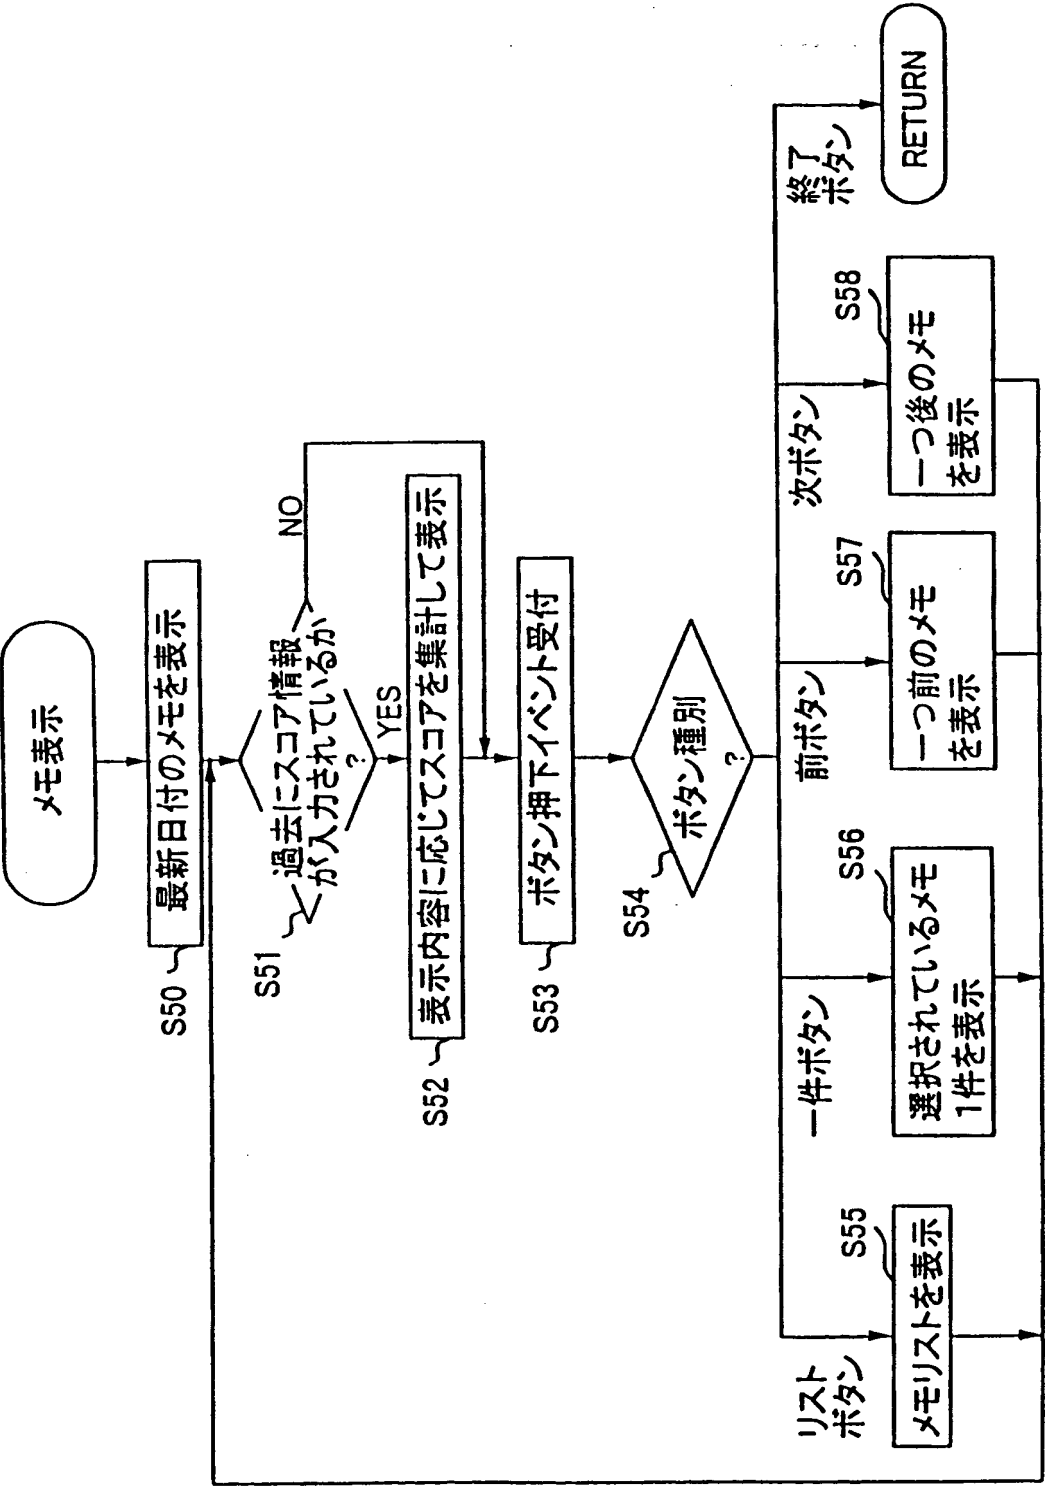 メモ表示
S50
最新日付のメモを表示
S51
過去にスコア情報
が入力されているか
?
NO
YES
S52
表示内容に応じてスコアを集計して表示
S53
ボタン押下イベント受付
S54
ボタン種別
?
リスト
ボタン
一件ボタン
前ボタン
次ボタン
終了
ボタン
S55
メモリストを表示
S56
選択されているメモ
1件を表示
S57
一つ前のメモ
を表示
S58
一つ後のメモ
を表示
RETURN